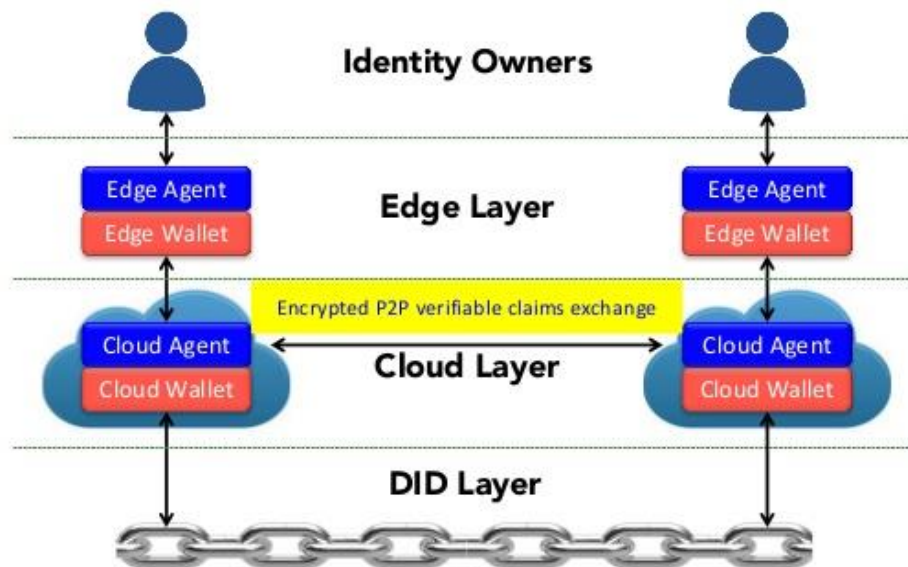 Identity Owners
Edge Agent
Edge Wallet
Edge Layer
Edge Agent
Edge Wallet
Encrypted P2P verifiable claims exchange
Cloud Agent
Cloud Wallet
Cloud Layer
Cloud Agent
Cloud Wallet
DID Layer